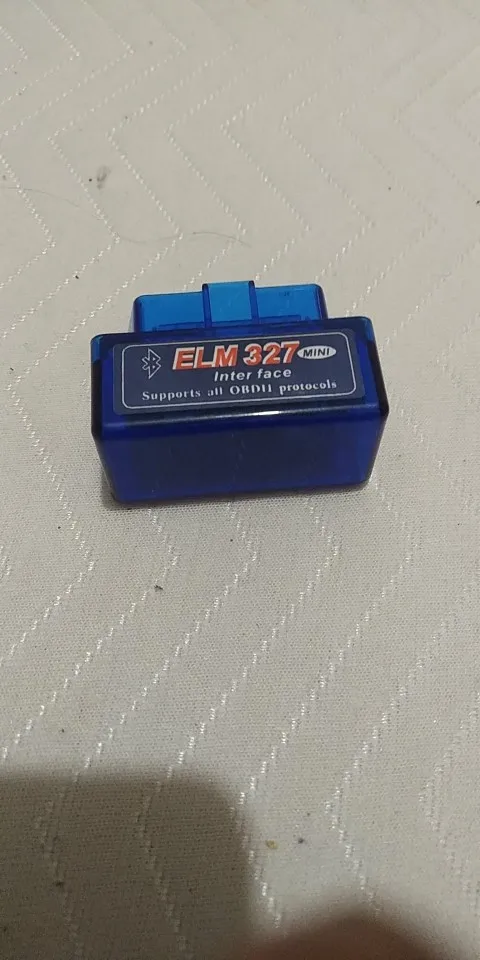 ELM 327 MINI
Inter face
Supports all OBDII protocols